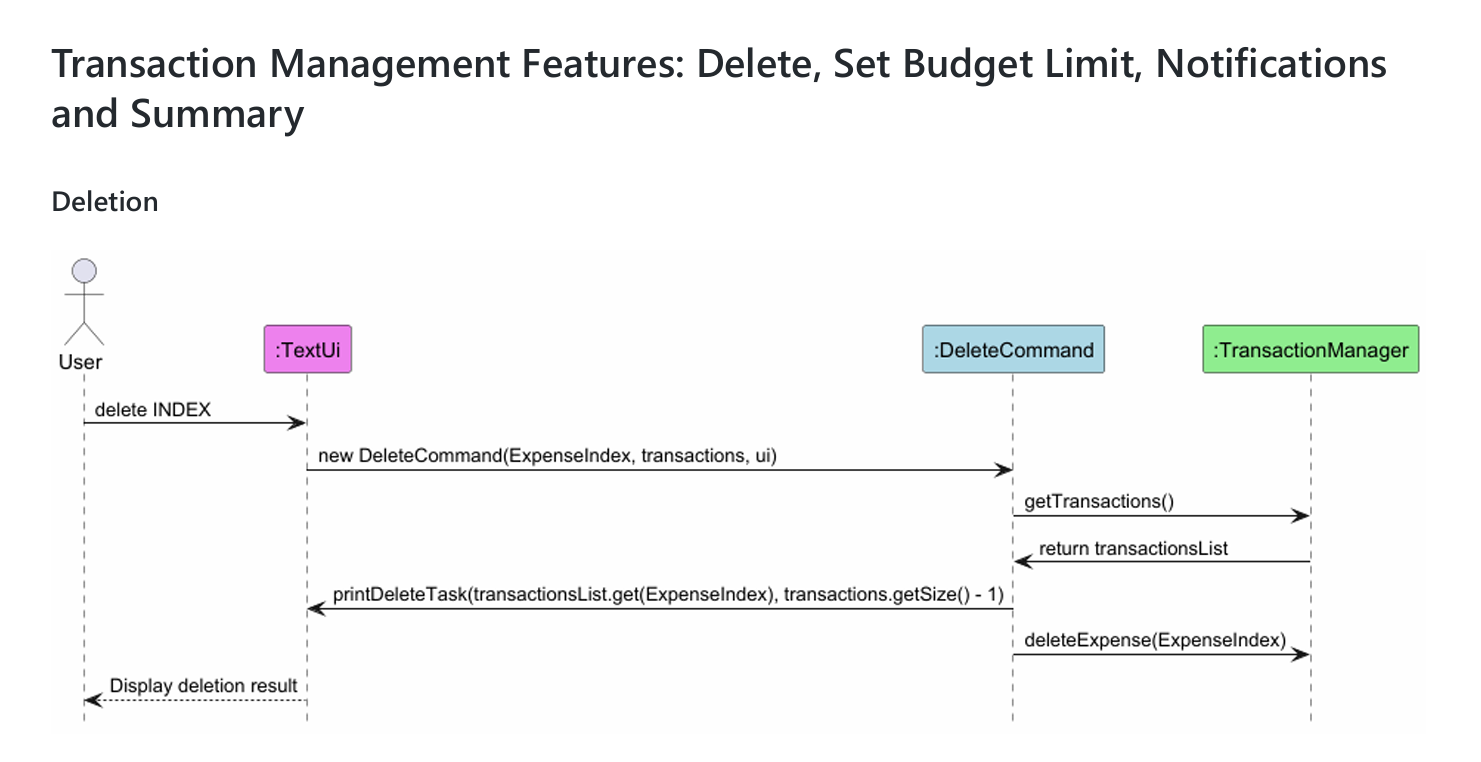 Transaction Management Features: Delete, Set Budget Limit, Notifications
and Summary
Deletion
User
:TextUi
:DeleteCommand
:TransactionManager
delete INDEX
new DeleteCommand(ExpenseIndex, transactions, ui)
getTransactions()
return transactionsList
printDeleteTask(transactionsList.get(ExpenseIndex), transactions.getSize() - 1)
deleteExpense(ExpenseIndex)
Display deletion result